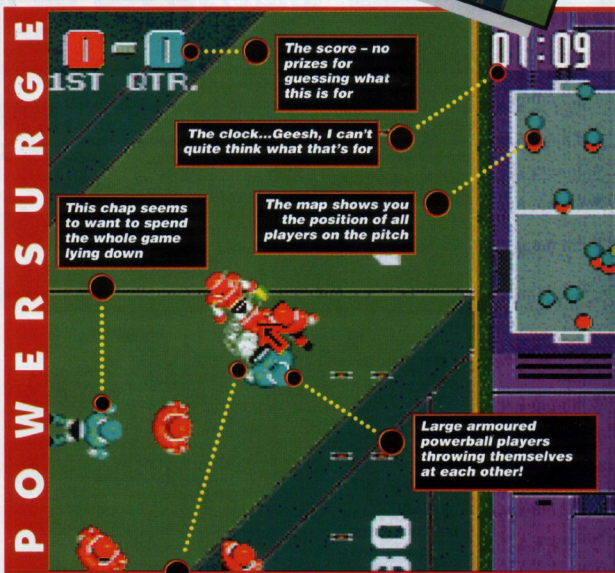 POWERSURGE
0 - 0
1ST QTR.
The score – no
prizes for
guessing what
this is for
01:09
The clock...Geesh, I can't
quite think what that's for
The map shows you
the position of all
players on the pitch
This chap seems
to want to spend
the whole game
lying down
Large armoured
powerball players
throwing themselves
at each other!
30